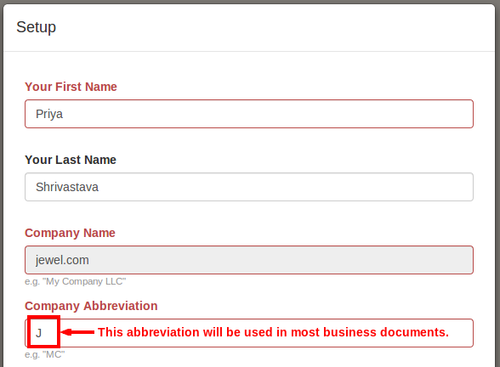 Setup
Your First Name
Priya
Your Last Name
Shrivastava
Company Name
jewel.com
e.g. "My Company LLC"
Company Abbreviation
J This abbreviation will be used in most business documents.
e.g. "MC"